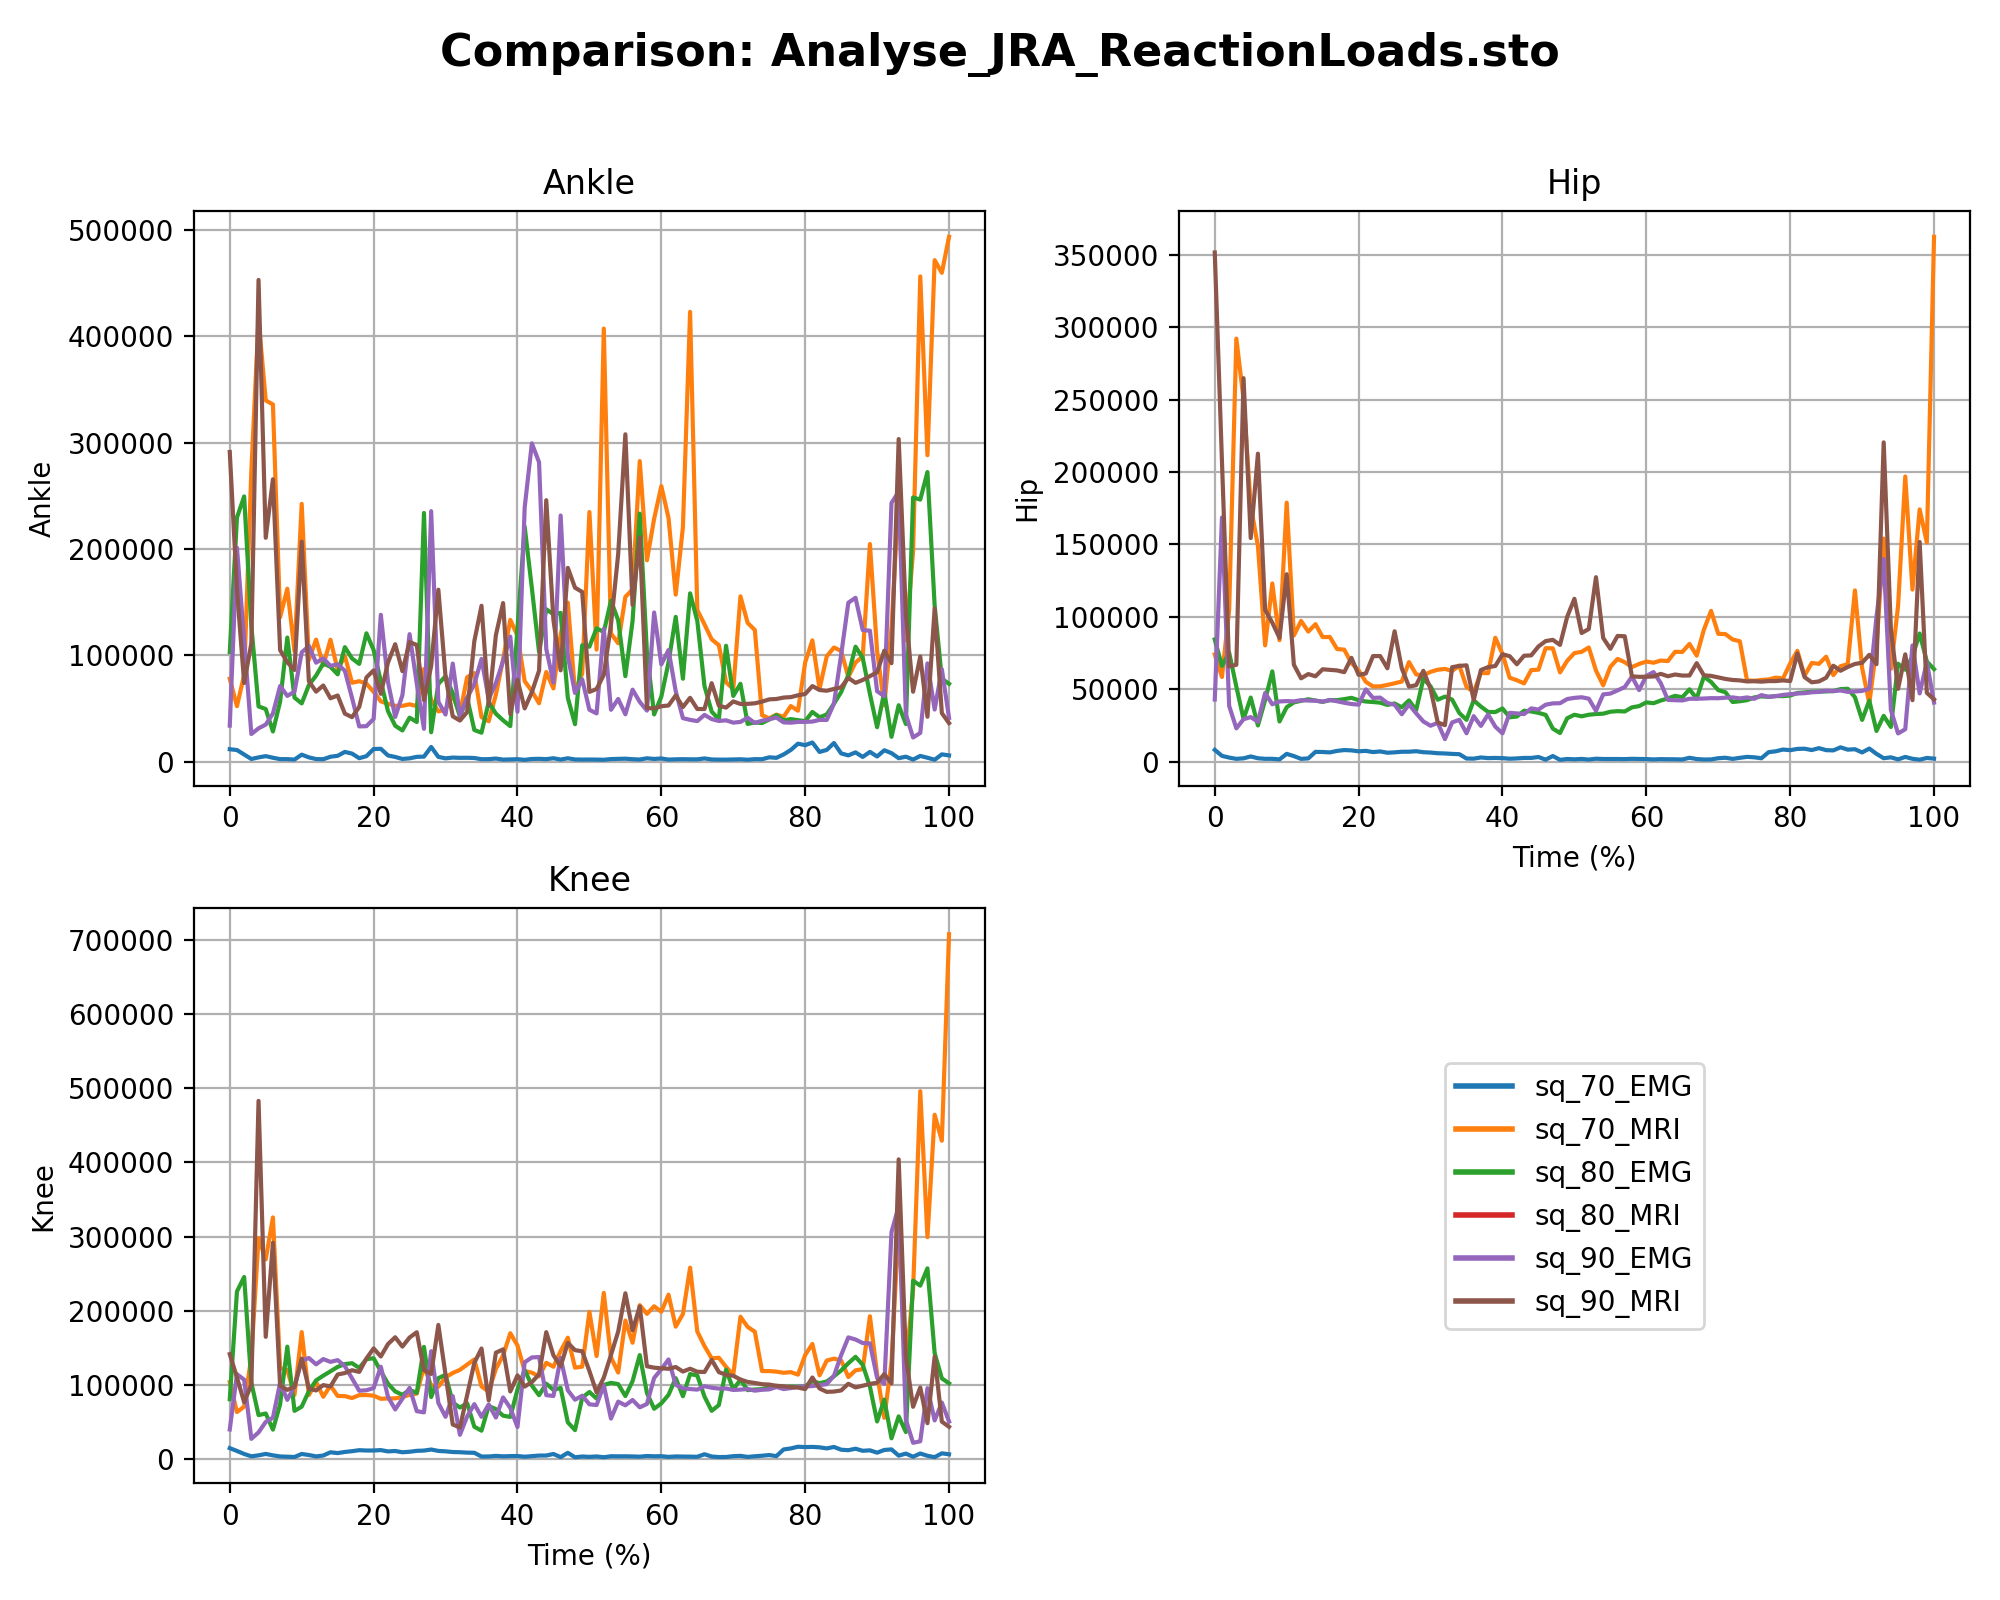 Comparison: Analyse_JRA_ReactionLoads.sto
Ankle
Ankle
500000
400000
300000
200000
100000
0
0 20 40 60 80 100
Hip
Hip
350000
300000
250000
200000
150000
100000
50000
0
0 20 40 60 80 100
Time (%)
Knee
Knee
700000
600000
500000
400000
300000
200000
100000
0
0 20 40 60 80 100
Time (%)
sq_70_EMG
sq_70_MRI
sq_80_EMG
sq_80_MRI
sq_90_EMG
sq_90_MRI